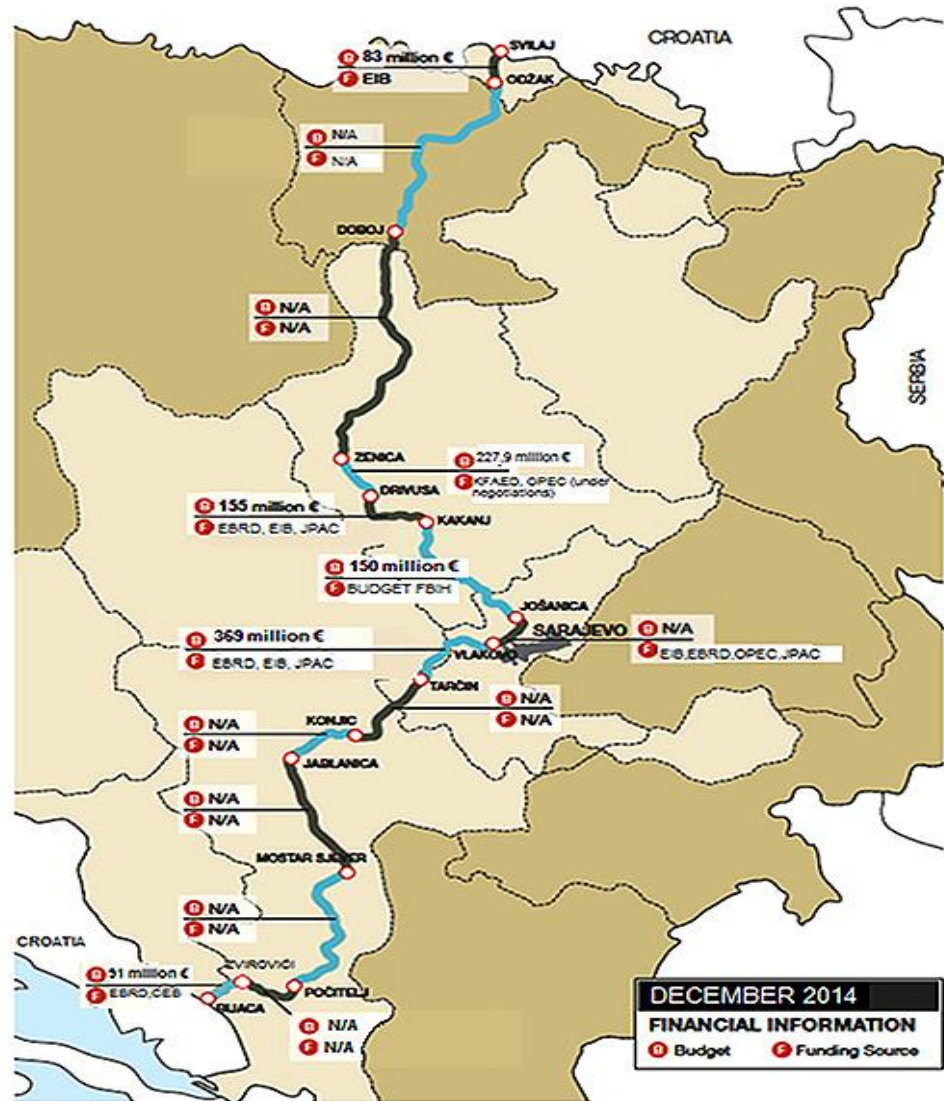 SVILAJ
CROATIA
B 83 million €
F EIB
ODŽAK
B N/A
F N/A
DOBOJ
B N/A
F N/A
SERBIA
ZENICA
B 227,9 million €
F KFAED, OPEC (under
negotiations)
DRIVUSA
B 155 million €
F EBRD, EIB, JPAC
KAKANJ
B 150 million €
F BUDGET FBIH
JOŠANICA
SARAJEVO
B N/A
F EIB,EBRD,OPEC,JPAC
B 369 million €
F EBRD, EIB, JPAC
VLAKOVO
TARČIN
B N/A
F N/A
KONJIC
B N/A
F N/A
JABLANICA
B N/A
F N/A
MOSTAR SJEVER
B N/A
F N/A
CROATIA
ZVIROVIĆI
B 91 million €
F EBRD,CEB
BIJACA
POČITELJ
B N/A
F N/A
DECEMBER 2014
FINANCIAL INFORMATION
B Budget F Funding Source